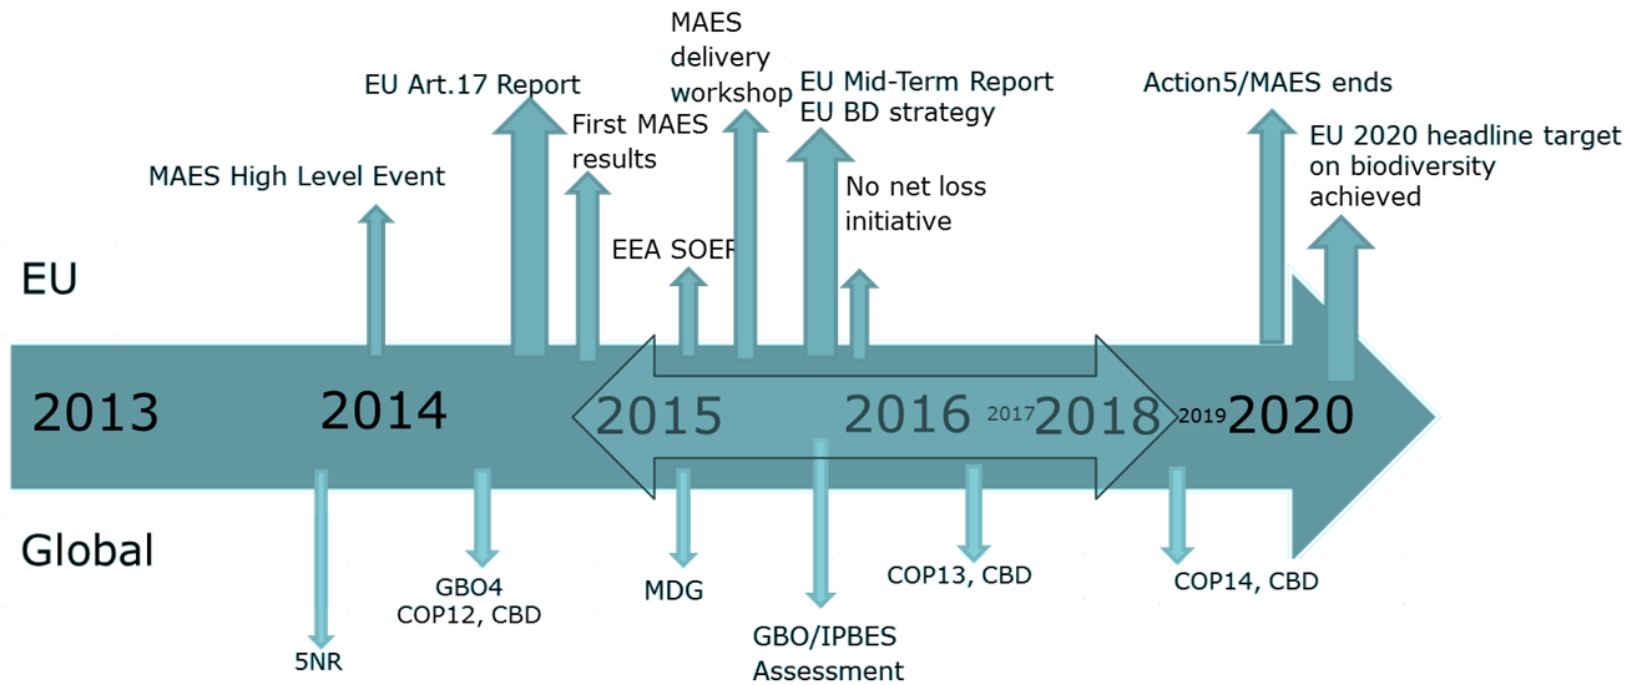 MAES
delivery
workshop
EU Art.17 Report
EU Mid-Term Report
EU BD strategy
Action5/MAES ends
First MAES
results
EU 2020 headline target
on biodiversity
achieved
MAES High Level Event
No net loss
initiative
EEA SOER
EU
2013
2014
2015
2016
2017
2018
2019
2020
Global
GBO4
COP12, CBD
MDG
COP13, CBD
COP14, CBD
5NR
GBO/IPBES
Assessment